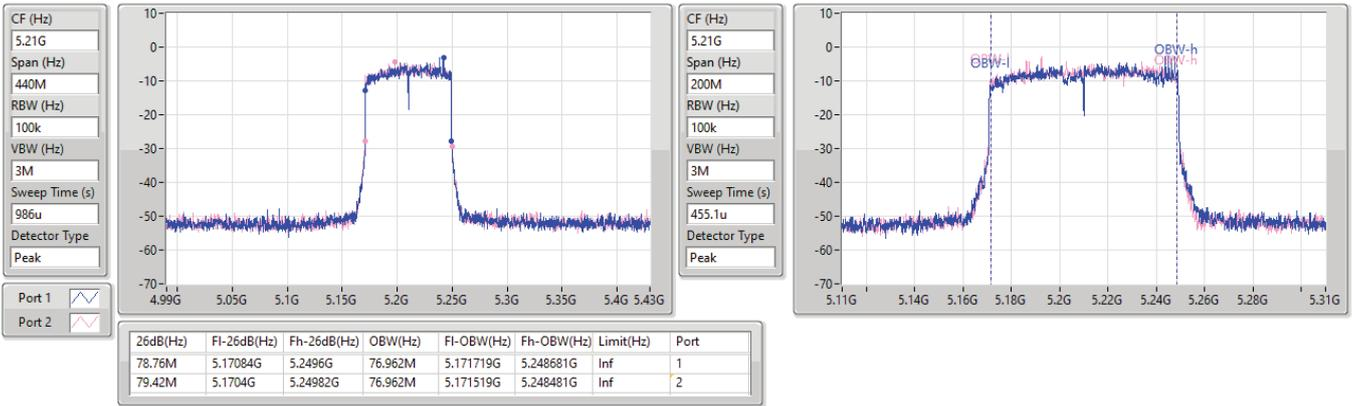 CF (Hz)
5.21G
Span (Hz)
440M
RBW (Hz)
100k
VBW (Hz)
3M
Sweep Time (s)
986u
Detector Type
Peak
Port 1
Port 2
10
0
-10
-20
-30
-40
-50
-60
-70
4.99G 5.05G 5.1G 5.15G 5.2G 5.25G 5.3G 5.35G 5.4G 5.43G
CF (Hz)
5.21G
Span (Hz)
200M
RBW (Hz)
100k
VBW (Hz)
3M
Sweep Time (s)
455.1u
Detector Type
Peak
10
0
-10
-20
-30
-40
-50
-60
-70
OBW-l
OBW-l
OBW-h
OBW-h
5.11G 5.14G 5.16G 5.18G 5.2G 5.22G 5.24G 5.26G 5.28G 5.31G
26dB(Hz) Fl-26dB(Hz) Fh-26dB(Hz) OBW(Hz) Fl-OBW(Hz) Fh-OBW(Hz) Limit(Hz) Port
78.76M 5.17084G 5.2496G 76.962M 5.171719G 5.248681G Inf 1
79.42M 5.1704G 5.24982G 76.962M 5.171519G 5.248481G Inf 2